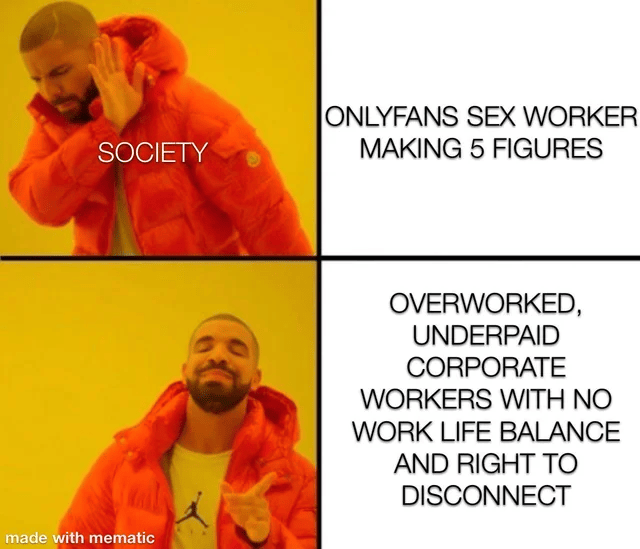 SOCIETY
ONLYFANS SEX WORKER
MAKING 5 FIGURES
OVERWORKED,
UNDERPAID
CORPORATE
WORKERS WITH NO
WORK LIFE BALANCE
AND RIGHT TO
DISCONNECT
made with mematic